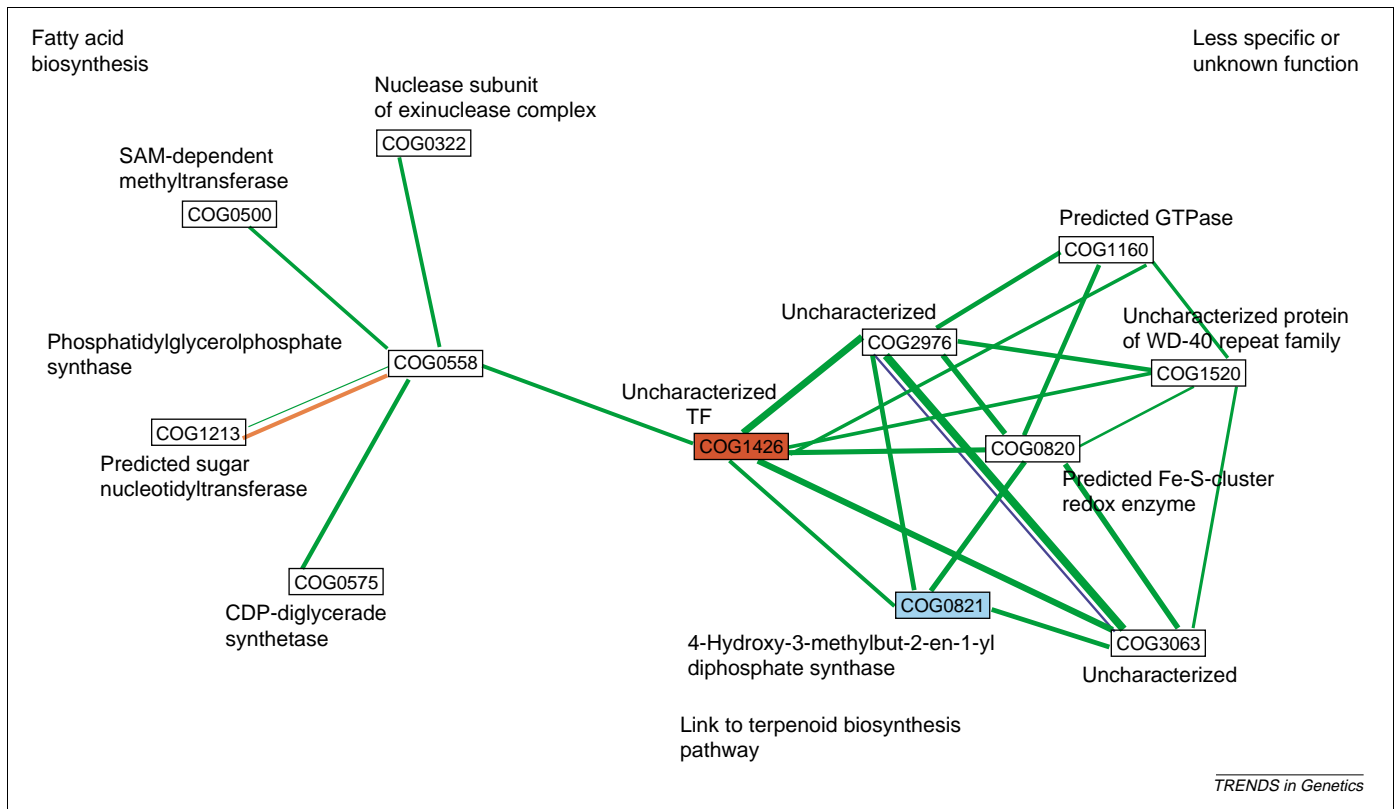 Fatty acid
biosynthesis
Less specific or
unknown function
Nuclease subunit
of exinuclease complex
COG0322
SAM-dependent
methyltransferase
COG0500
Predicted GTPase
COG1160
Uncharacterized
COG2976
Uncharacterized protein
of WD-40 repeat family
COG1520
Phosphatidylglycerolphosphate
synthase
COG0558
Uncharacterized
TF
COG1426
COG1213
Predicted sugar
nucleotidyltransferase
COG0820
Predicted Fe-S-cluster
redox enzyme
COG0575
CDP-diglycerade
synthetase
COG0821
4-Hydroxy-3-methylbut-2-en-1-yl
diphosphate synthase
COG3063
Uncharacterized
Link to terpenoid biosynthesis
pathway
TRENDS in Genetics